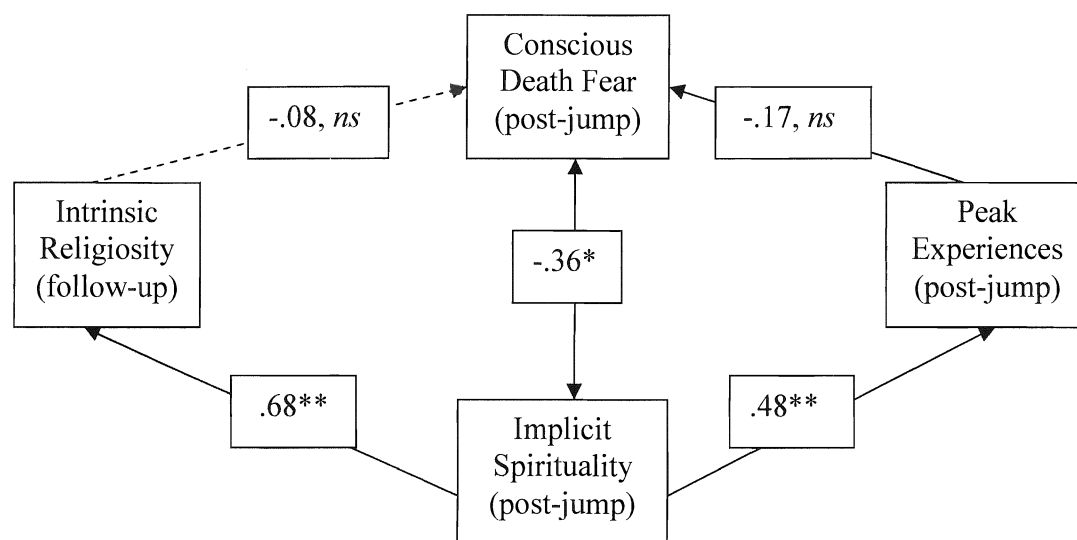 Conscious
Death Fear
(post-jump)
-.08, ns
-.17, ns
Intrinsic
Religiosity
(follow-up)
-.36*
Peak
Experiences
(post-jump)
.68**
.48**
Implicit
Spirituality
(post-jump)